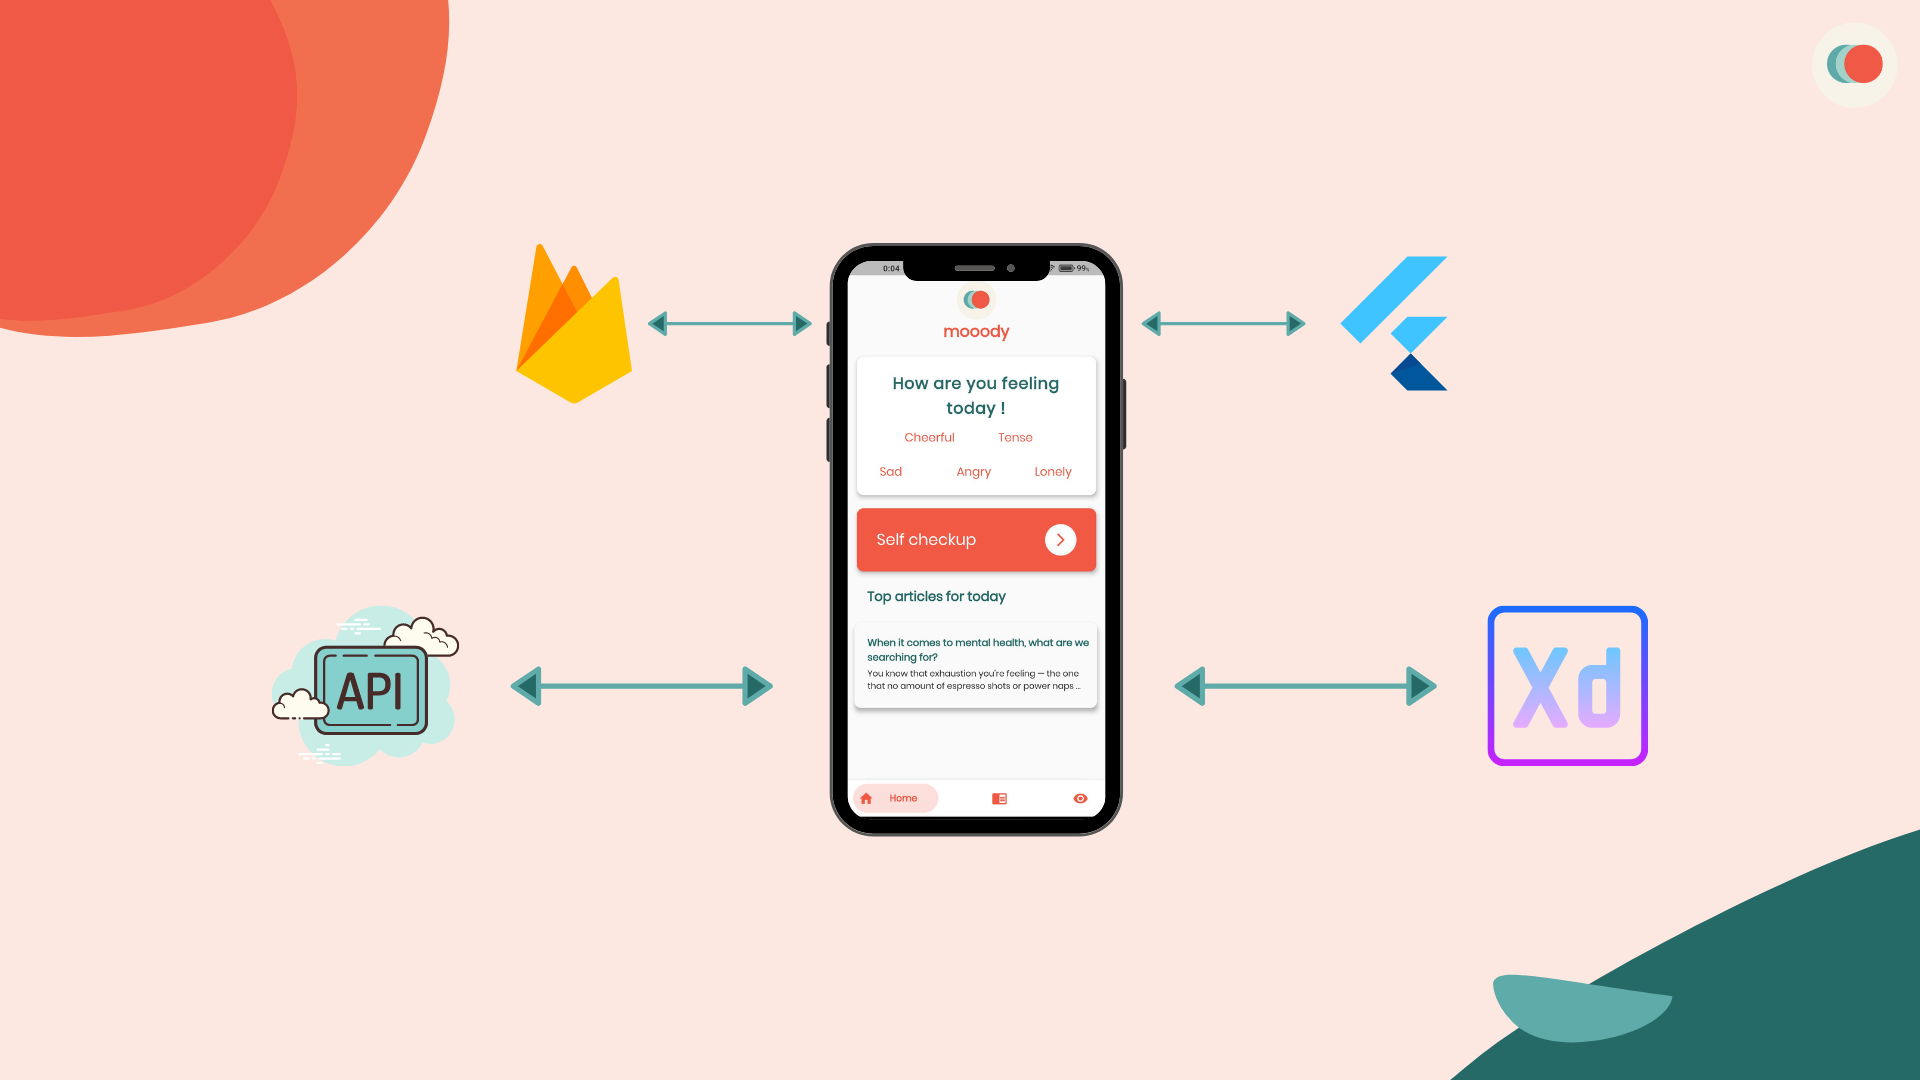 0:04
99%
mooody
How are you feeling
today !
Cheerful Tense
Sad Angry Lonely
Self checkup
Top articles for today
When it comes to mental health, what are we
searching for?
You know that exhaustion you're feeling — the one
that no amount of espresso shots or power naps ...
Home
API
Xd